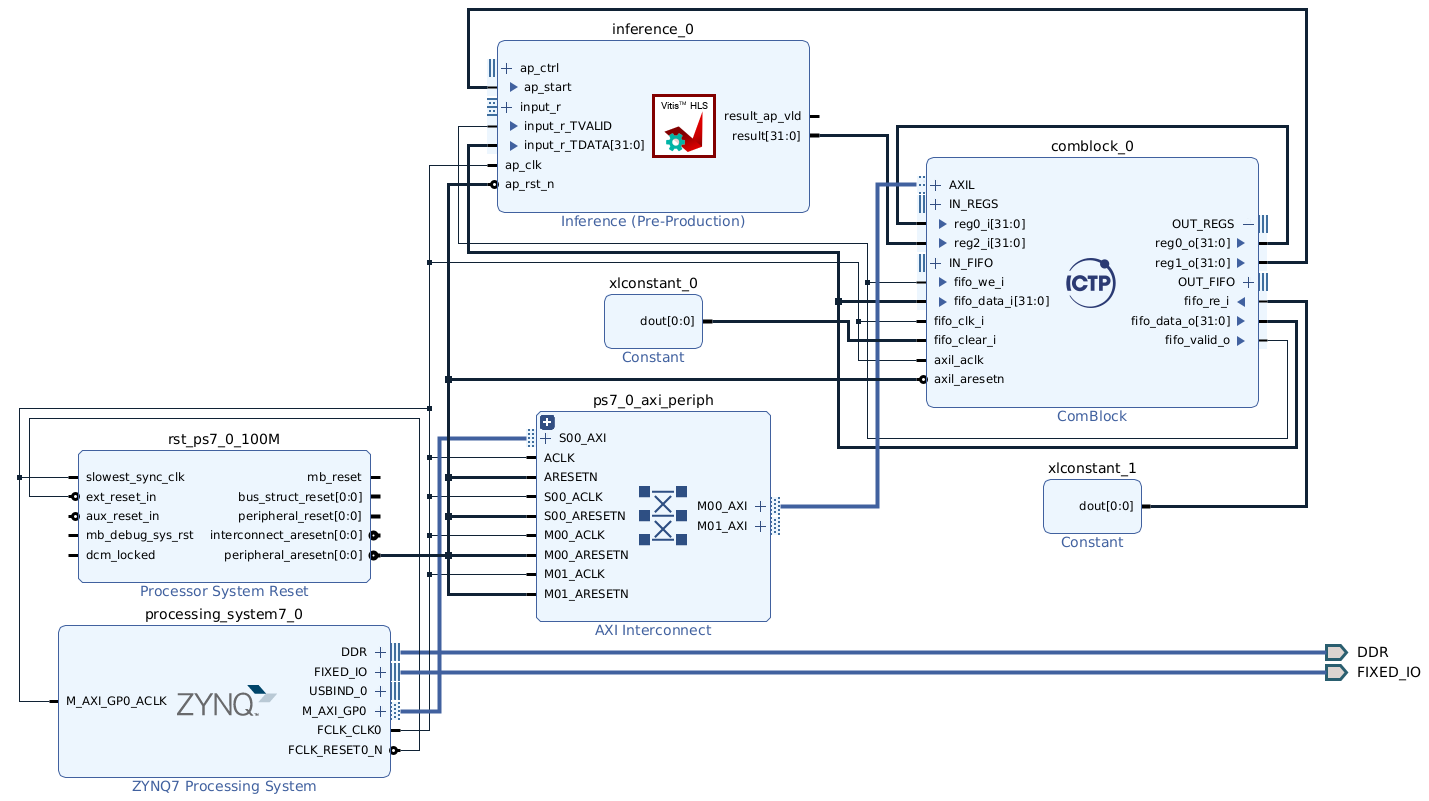 inference_0
ap_ctrl
ap_start
input_r
input_r_TVALID
input_r_TDATA[31:0]
ap_clk
ap_rst_n
Vitis™ HLS
result_ap_vld
result[31:0]
Inference (Pre-Production)
comblock_0
AXIL
IN_REGS
reg0_i[31:0]
reg2_i[31:0]
IN_FIFO
fifo_we_i
fifo_data_i[31:0]
fifo_clk_i
fifo_clear_i
axil_aclk
axil_aresetn
ICTP
OUT_REGS
reg0_o[31:0]
reg1_o[31:0]
OUT_FIFO
fifo_re_i
fifo_data_o[31:0]
fifo_valid_o
ComBlock
xlconstant_0
dout[0:0]
Constant
ps7_0_axi_periph
S00_AXI
ACLK
ARESETN
S00_ACLK
S00_ARESETN
M00_ACLK
M00_ARESETN
M01_ACLK
M01_ARESETN
M00_AXI
M01_AXI
AXI Interconnect
xlconstant_1
dout[0:0]
Constant
rst_ps7_0_100M
slowest_sync_clk
ext_reset_in
aux_reset_in
mb_debug_sys_rst
dcm_locked
mb_reset
bus_struct_reset[0:0]
peripheral_reset[0:0]
interconnect_aresetn[0:0]
peripheral_aresetn[0:0]
Processor System Reset
processing_system7_0
M_AXI_GP0_ACLK
ZYNQ
DDR
FIXED_IO
USBIND_0
M_AXI_GP0
FCLK_CLK0
FCLK_RESET0_N
ZYNQ7 Processing System
DDR
FIXED_IO